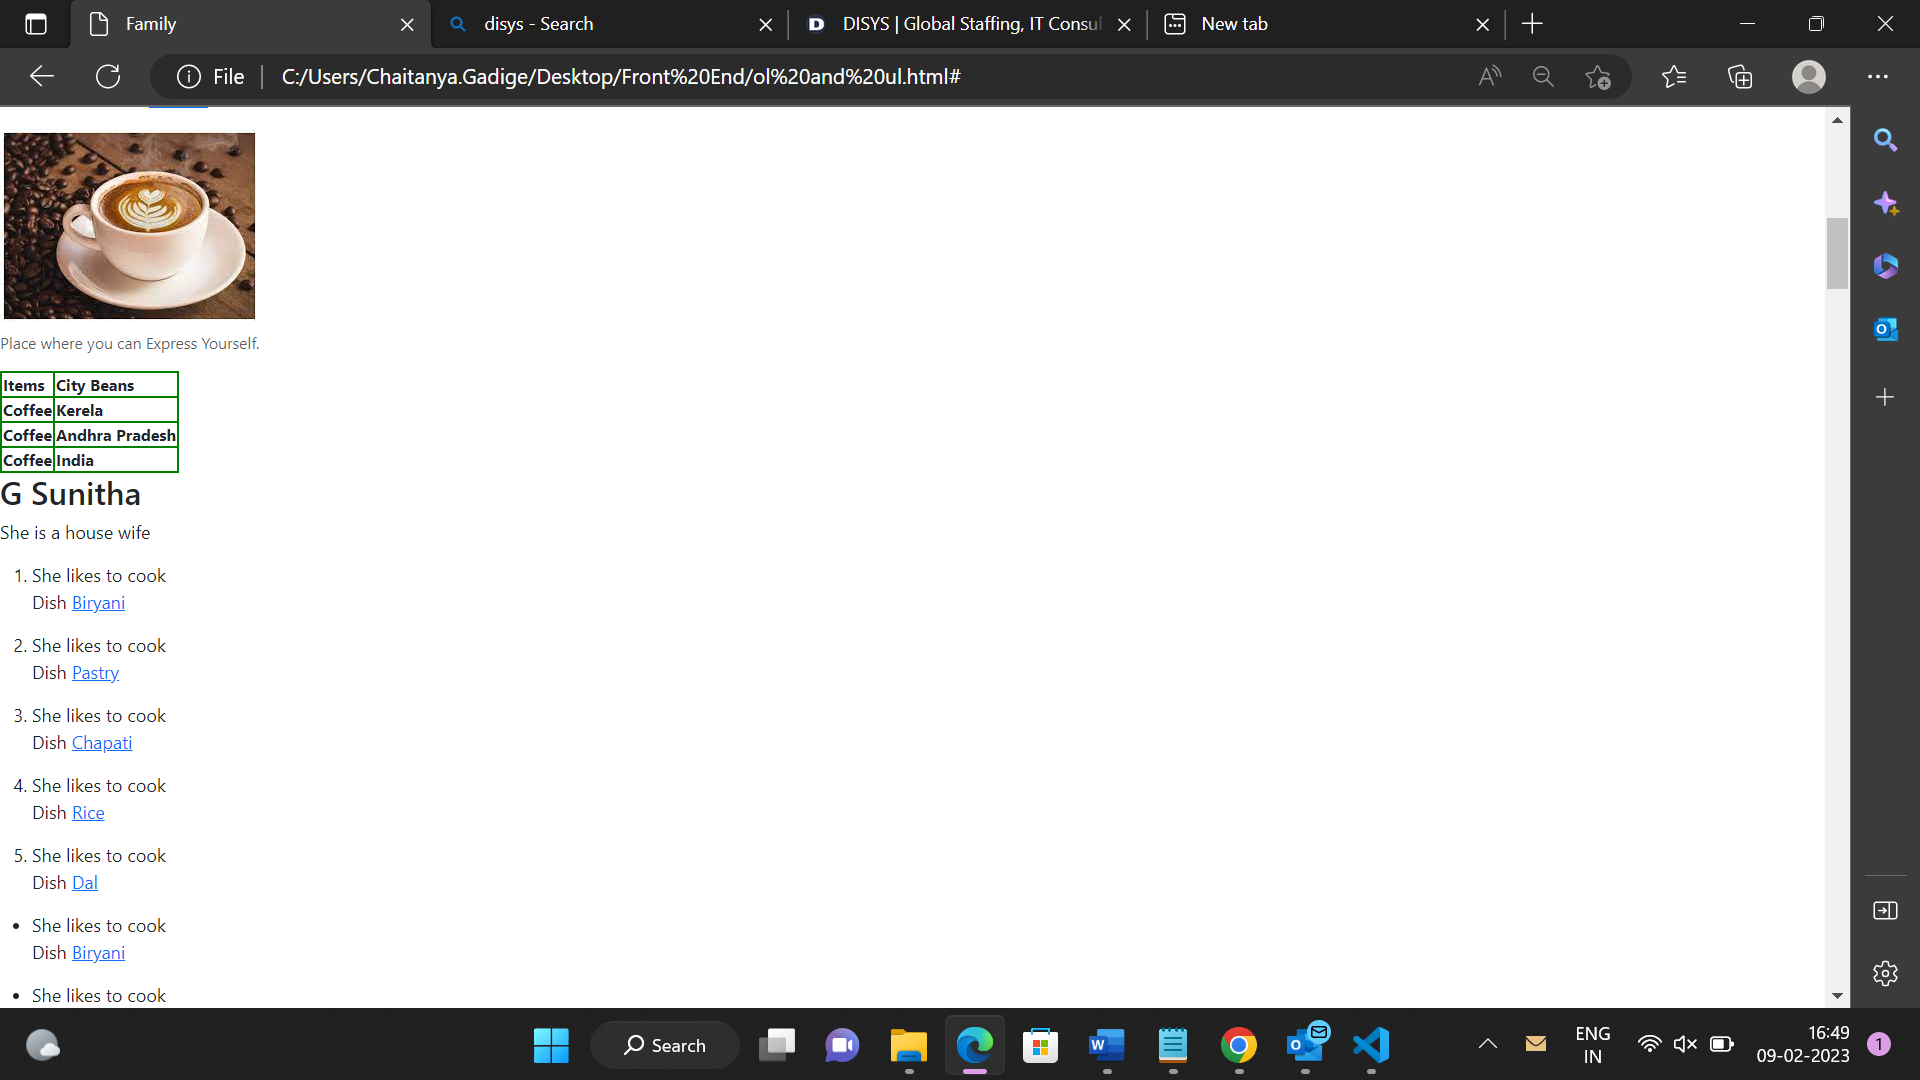 Family
disys - Search
DISYS | Global Staffing, IT Consul
New tab
File
C:/Users/Chaitanya.Gadige/Desktop/Front%20End/ol%20and%20ul.html#
Place where you can Express Yourself.
Items City Beans
Coffee Kerela
Coffee Andhra Pradesh
Coffee India
G Sunitha
She is a house wife
1. She likes to cook
Dish Biryani
2. She likes to cook
Dish Pastry
3. She likes to cook
Dish Chapati
4. She likes to cook
Dish Rice
5. She likes to cook
Dish Dal
• She likes to cook
Dish Biryani
• She likes to cook
Search
ENG
IN
16:49
09-02-2023
1